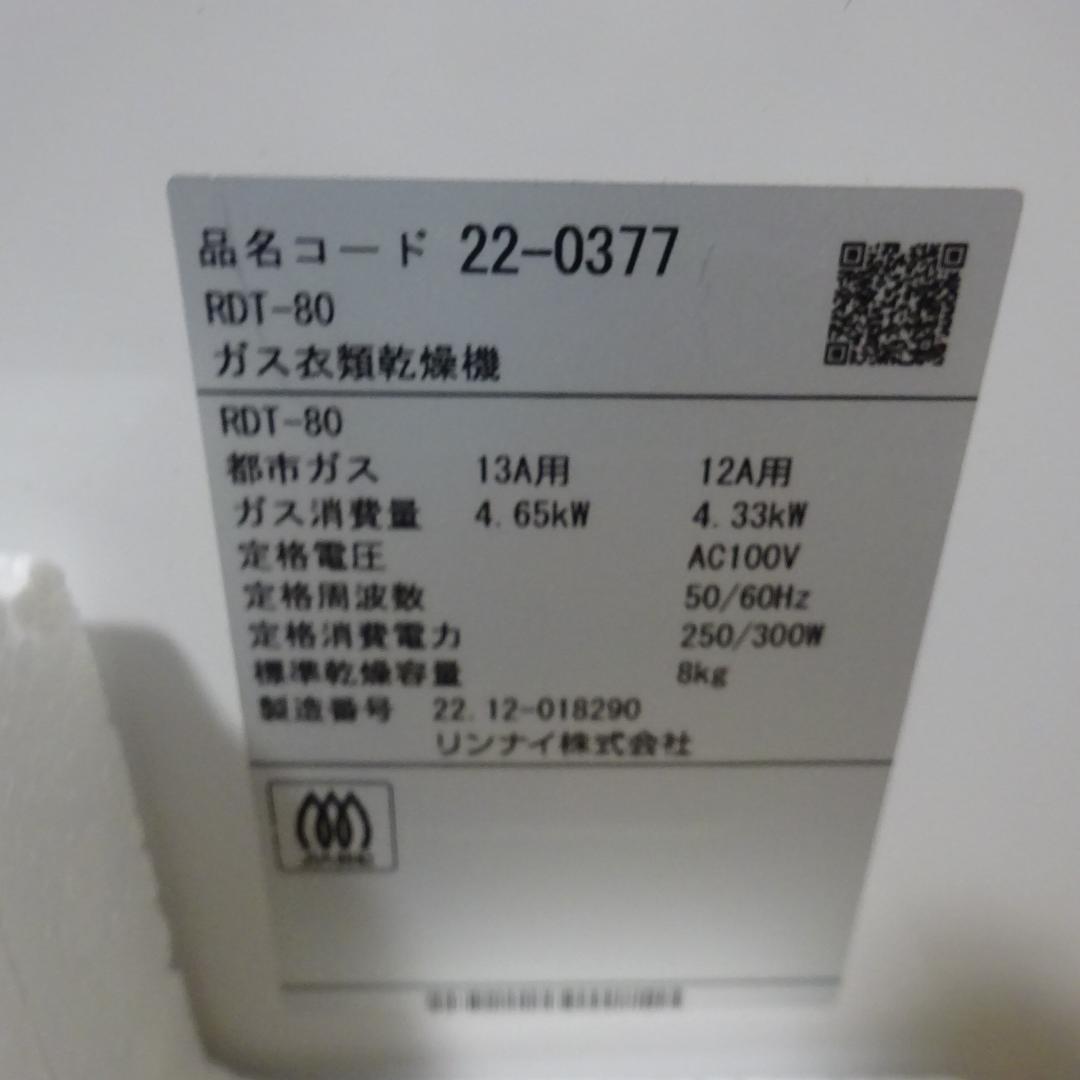 品名コード 22-0377
RDT-80
ガス衣類乾燥機
RDT-80
都市ガス 13A用 12A用
ガス消費量 4.65kW 4.33kW
定格電圧 AC100V
定格周波数 50/60Hz
定格消費電力 250/300W
標準乾燥容量 8kg
製造番号 22.12-018290
リンナイ株式会社